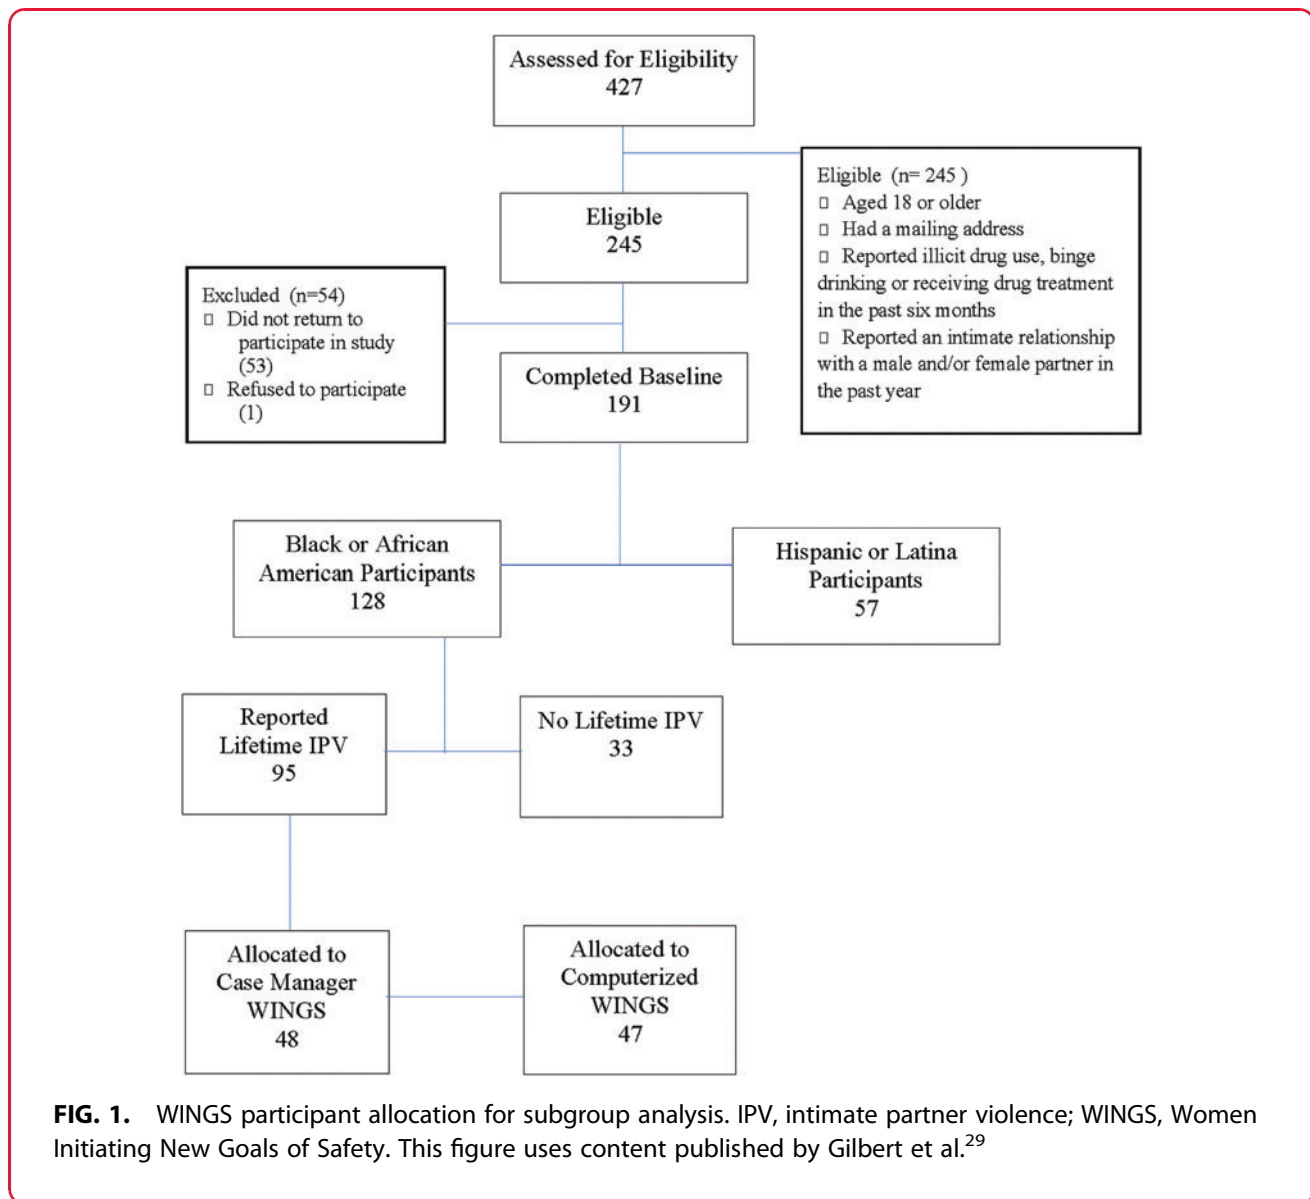 Assessed for Eligibility
427
Eligible (n= 245 )
▯ Aged 18 or older
▯ Had a mailing address
▯ Reported illicit drug use, binge
drinking or receiving drug treatment
in the past six months
▯ Reported an intimate relationship
with a male and/or female partner in
the past year
Eligible
245
Excluded (n=54)
▯ Did not return to
participate in study
(53)
▯ Refused to participate
(1)
Completed Baseline
191
Black or African
American Participants
128
Hispanic or Latina
Participants
57
Reported
Lifetime IPV
95
No Lifetime IPV
33
Allocated to
Case Manager
WINGS
48
Allocated to
Computerized
WINGS
47
FIG. 1. WINGS participant allocation for subgroup analysis. IPV, intimate partner violence; WINGS, Women
Initiating New Goals of Safety. This figure uses content published by Gilbert et al.29